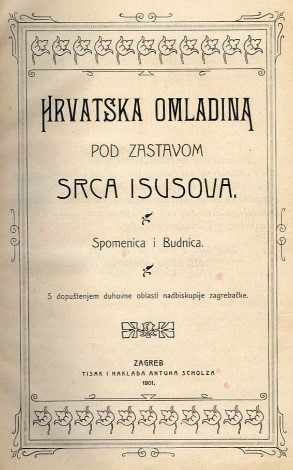 HRVATSKA OMLADINA
POD ZASTAVOM
SRCA ISUSOVA.
Spomenica i Budnica.
S dopuštenjem duhovne oblasti nadbiskupije zagrebačke.
ZAGREB
TISAK I NAKLADA ANTUNA SCHOLZA
1901.